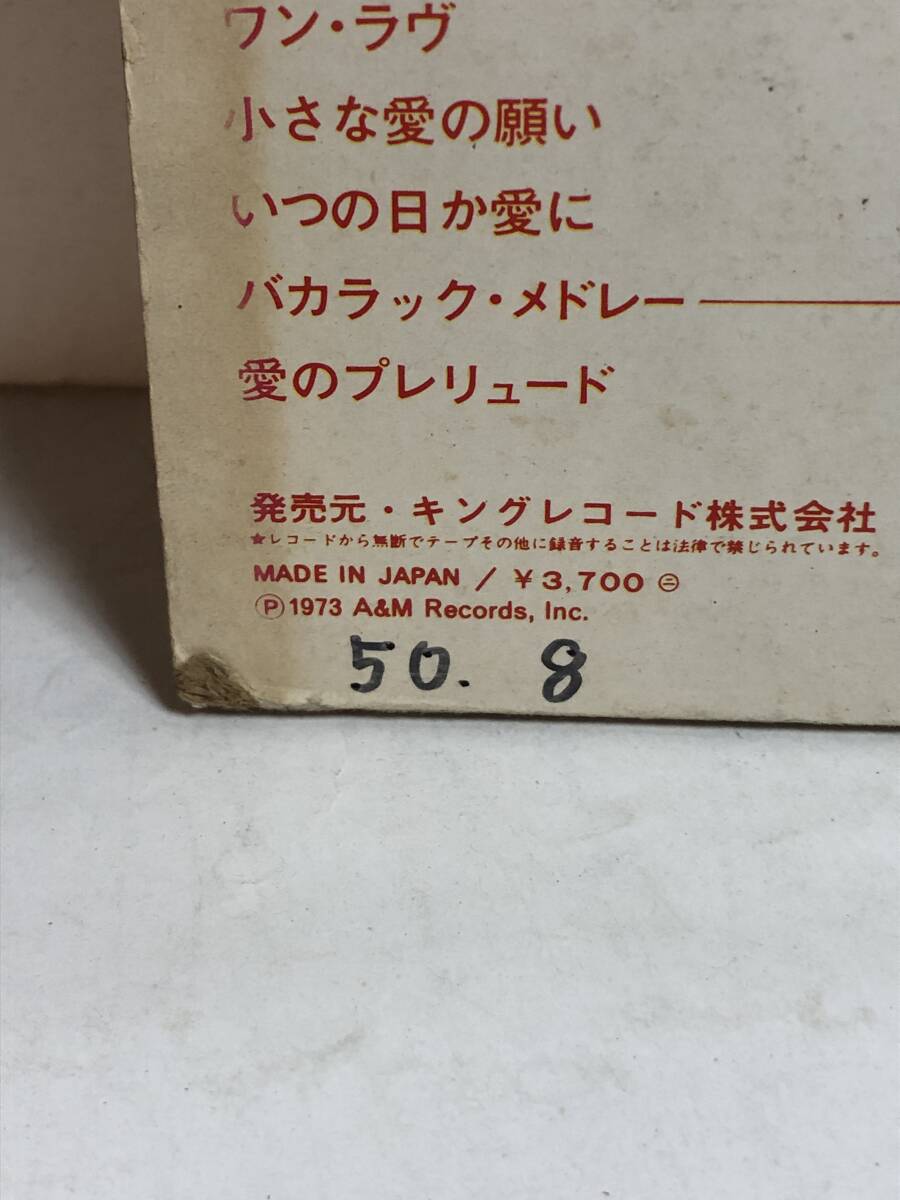 ワン・ラヴ
小さな愛の願い
いつの日か愛に
バカラック・メドレー
愛のプレリュード
発売元・キングレコード株式会社
★レコードから無断でテープその他に録音することは法律で禁じられています。
MADE IN JAPAN / ¥3,700 ㊁
Ⓟ1973 A&M Records, Inc.
50. 8